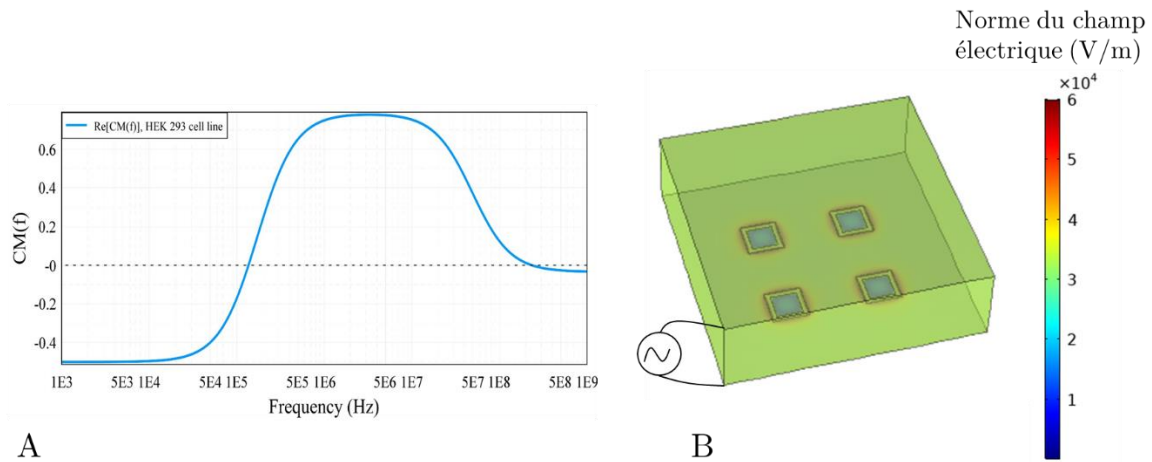 Norme du champ
électrique (V/m)
×10⁴
6
5
4
3
2
1
Re[CM(f)], HEK 293 cell line
CM(f)
0.6
0.4
0.2
-0
-0.2
-0.4
1E3 5E3 1E4 5E4 1E5 5E5 1E6 5E6 1E7 5E7 1E8 5E8 1E9
Frequency (Hz)
A
B